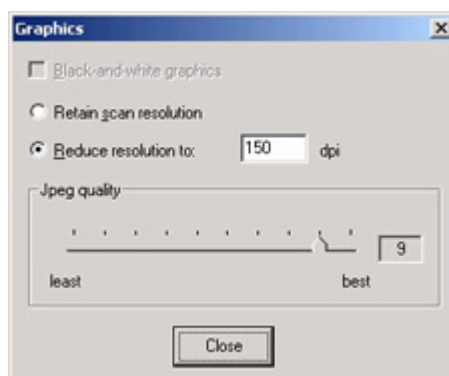 Graphics
Black-and-white graphics
Retain scan resolution
Reduce resolution to: 150 dpi
Jpeg quality
9
least best
Close